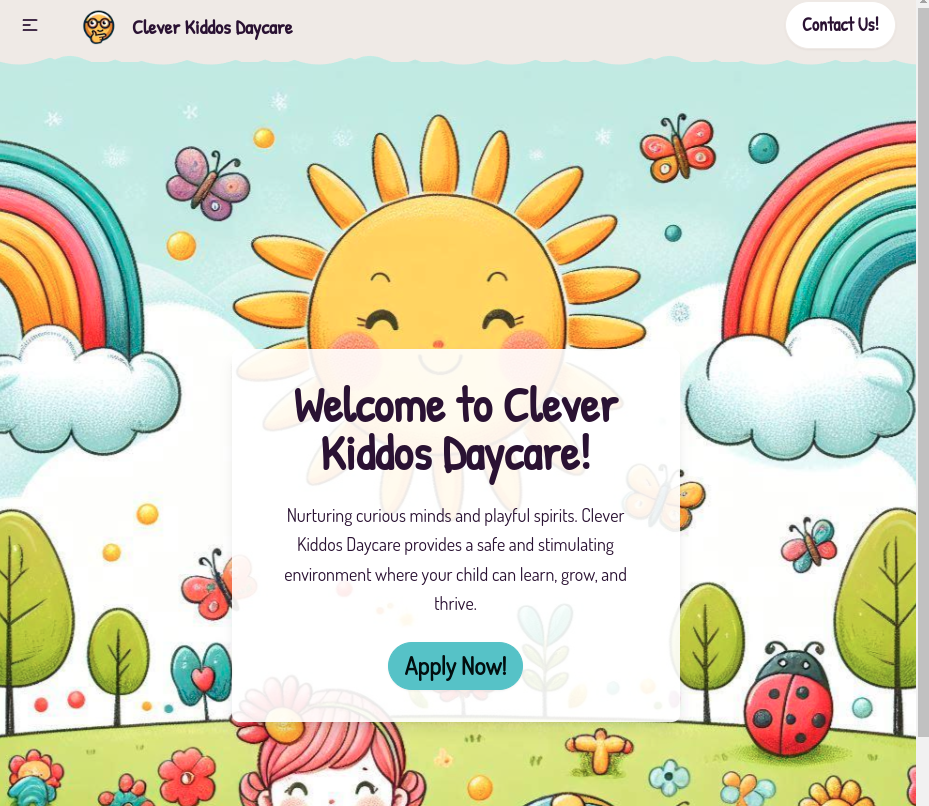 Clever Kiddos Daycare
Contact Us!
Welcome to Clever
Kiddos Daycare!
Nurturing curious minds and playful spirits. Clever
Kiddos Daycare provides a safe and stimulating
environment where your child can learn, grow, and
thrive.
Apply Now!